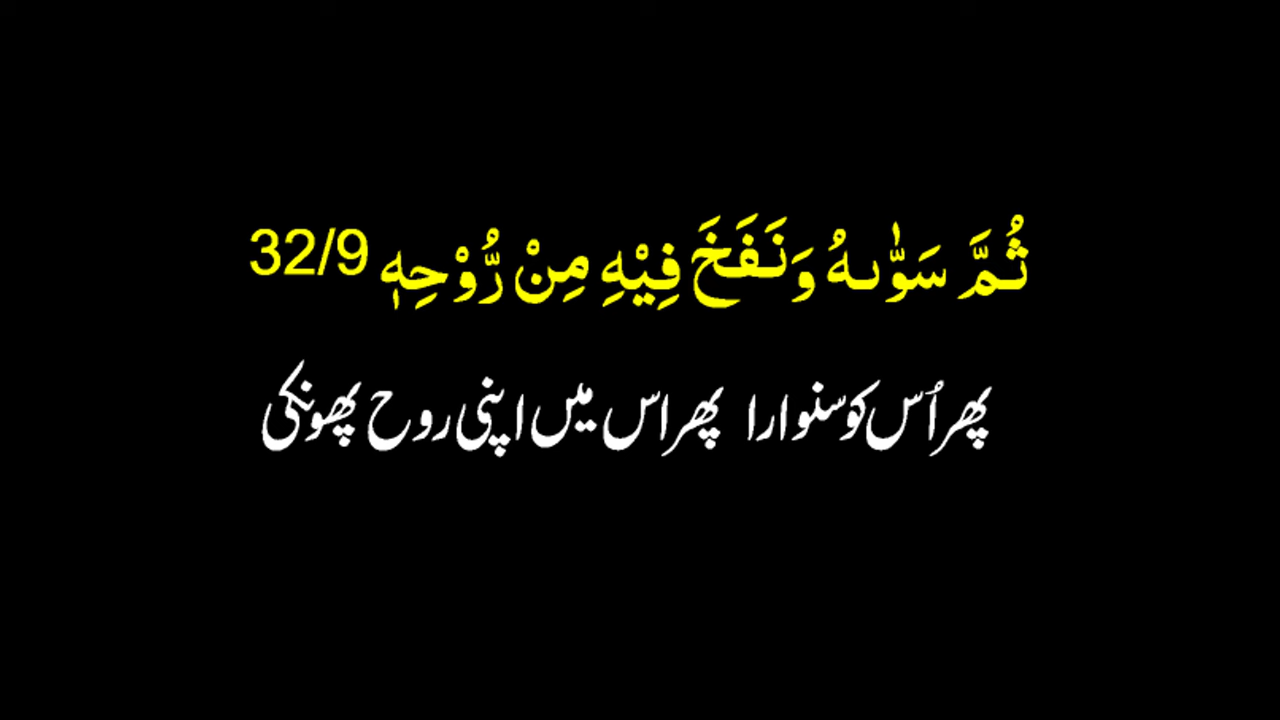 ثُمَّ سَوّٰىهُ وَنَفَخَ فِيْهِ مِنْ رُّوْحِهٖ 32/9
پھر اُس کو سنوارا پھر اس میں اپنی روح پھونکی